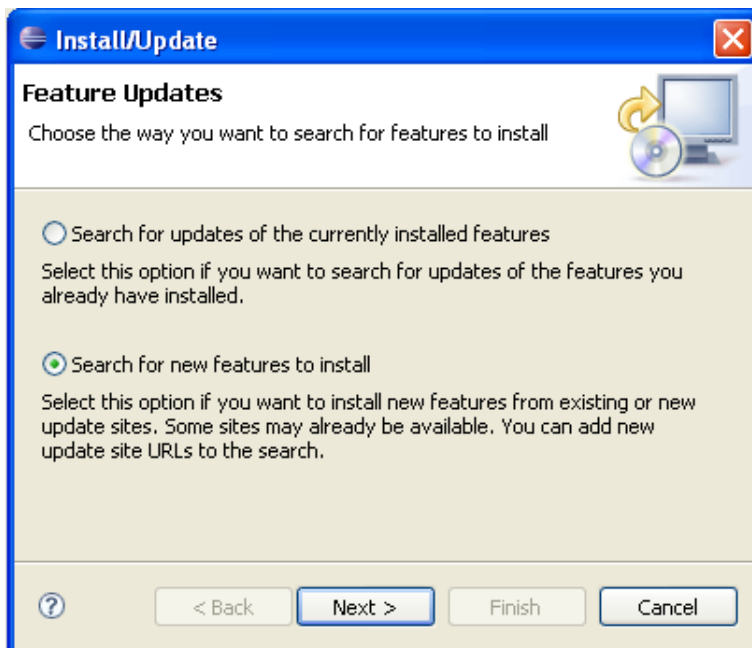 Install/Update
Feature Updates
Choose the way you want to search for features to install
Search for updates of the currently installed features
Select this option if you want to search for updates of the features you
already have installed.
Search for new features to install
Select this option if you want to install new features from existing or new
update sites. Some sites may already be available. You can add new
update site URLs to the search.
? < Back Next > Finish Cancel